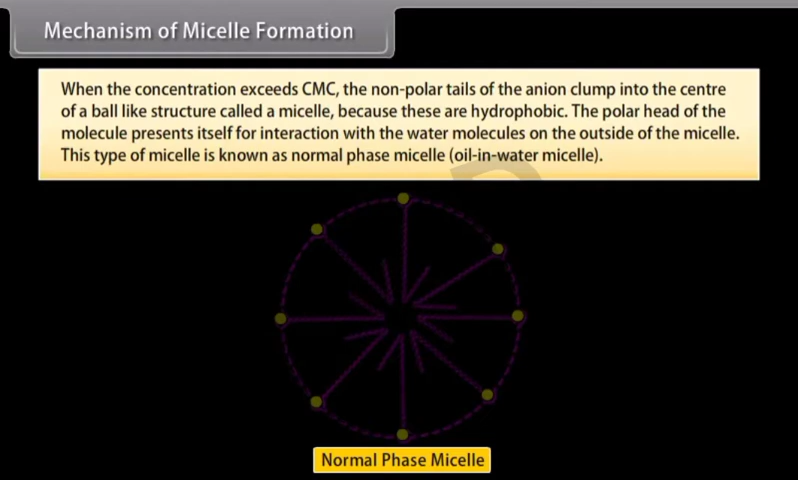 Mechanism of Micelle Formation
When the concentration exceeds CMC, the non-polar tails of the anion clump into the centre
of a ball like structure called a micelle, because these are hydrophobic. The polar head of the
molecule presents itself for interaction with the water molecules on the outside of the micelle.
This type of micelle is known as normal phase micelle (oil-in-water micelle).
Normal Phase Micelle